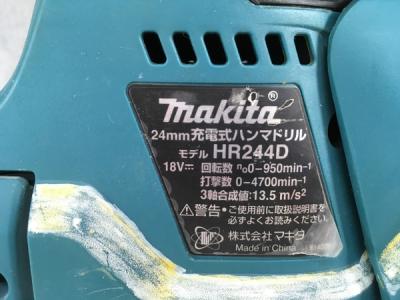 makita®
24mm充電式ハンマドリル
モデル HR244D
18V⎓ 回転数 n₀0-950min⁻¹
打撃数 0-4700min⁻¹
3軸合成値:13.5 m/s²
⚠警告・ご使用前に取扱説明書を
必ずよくお読みください。
株式会社マキタ
Made in China